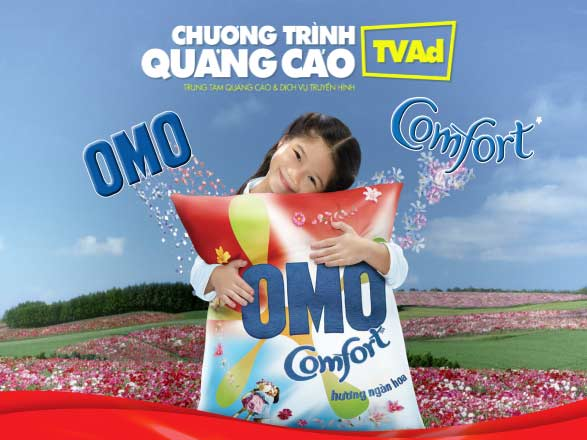 CHƯƠNG TRÌNH
QUẢNG CÁO
TVAd
TRUNG TÂM QUẢNG CÁO & DỊCH VỤ TRUYỀN HÌNH
OMO
Comfort
OMO
Comfort
hương ngàn hoa